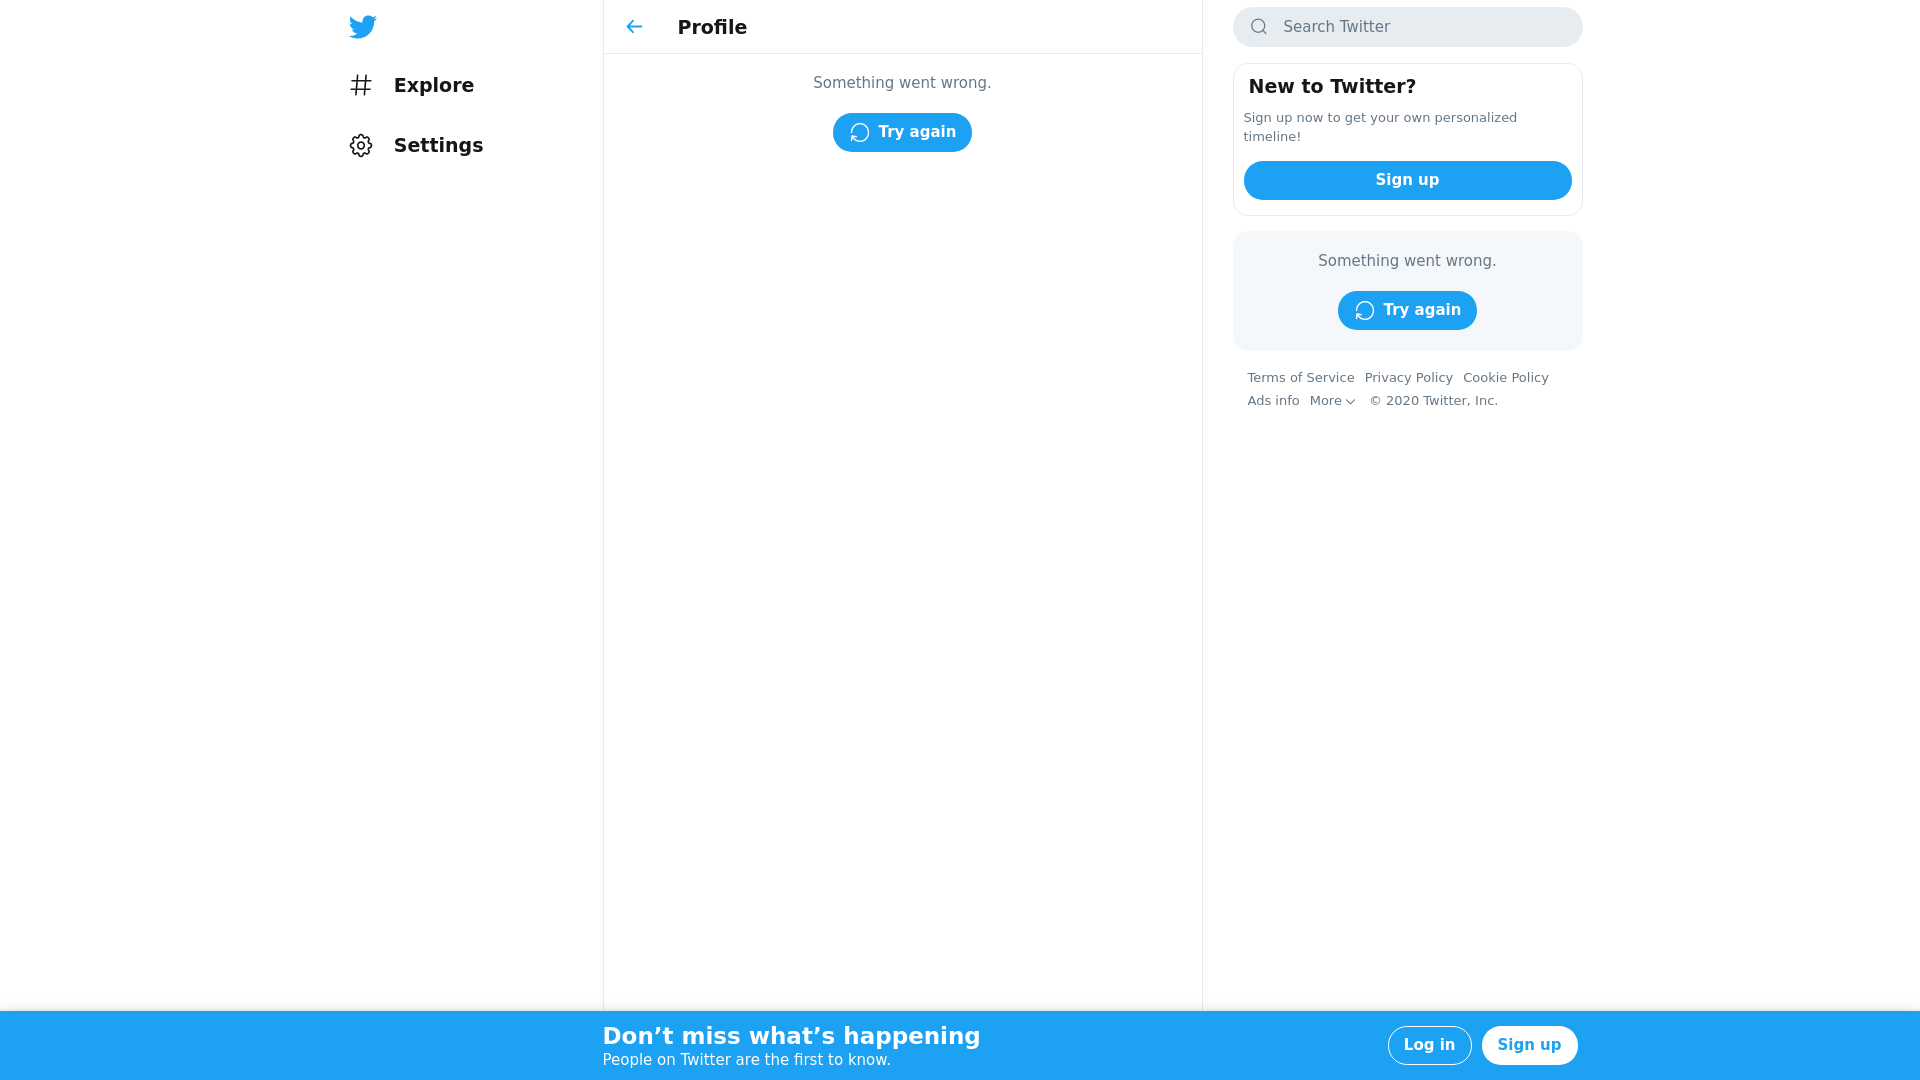 Explore
Settings
Profile
Something went wrong.
Try again
Search Twitter
New to Twitter?
Sign up now to get your own personalized
timeline!
Sign up
Something went wrong.
Try again
Terms of Service Privacy Policy Cookie Policy
Ads info More © 2020 Twitter, Inc.
Don’t miss what’s happening
People on Twitter are the first to know.
Log in
Sign up